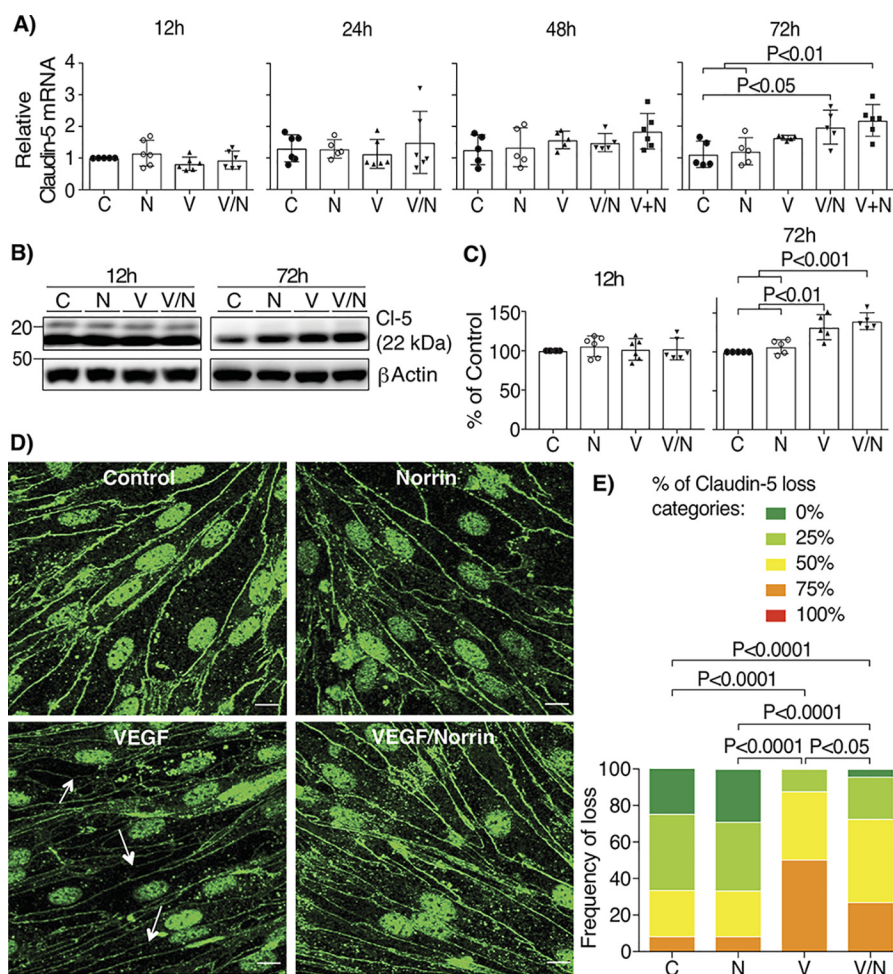 A)
12h
24h
48h
72h
Relative
Claudin-5 mRNA
4
3
2
1
0
P<0.01
P<0.05
C N V V/N
C N V V/N
C N V V/N V+N
C N V V/N V+N
B)
12h
72h
C N V V/N
C N V V/N
20
50
Cl-5
(22 kDa)
βActin
C)
12h
72h
% of Control
150
100
50
0
P<0.001
P<0.01
C N V V/N
C N V V/N
D)
Control
Norrin
VEGF
VEGF/Norrin
E)
% of Claudin-5 loss
categories:
0%
25%
50%
75%
100%
P<0.0001
P<0.0001
P<0.0001
P<0.0001
P<0.05
Frequency of loss
100
80
60
40
20
0
C N V V/N